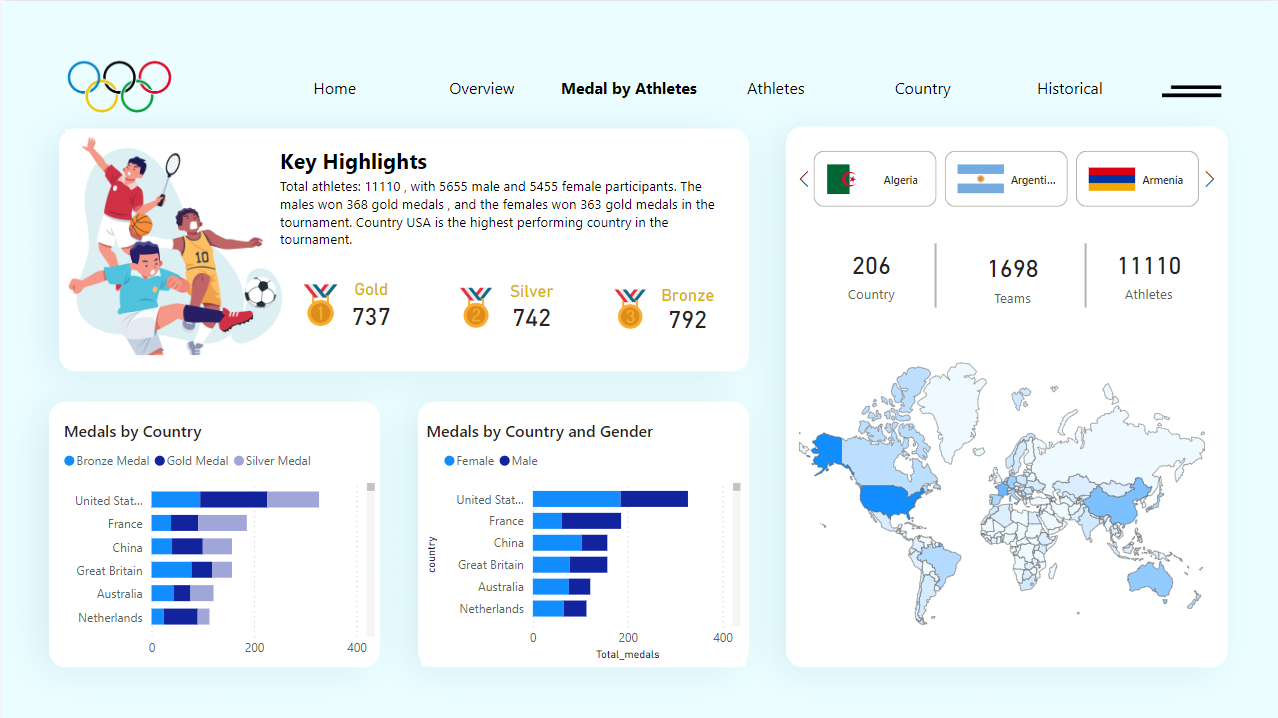 Home
Overview
Medal by Athletes
Athletes
Country
Historical
Key Highlights
Total athletes: 11110 , with 5655 male and 5455 female participants. The
males won 368 gold medals , and the females won 363 gold medals in the
tournament. Country USA is the highest performing country in the
tournament.
10
1
Gold
737
2
Silver
742
3
Bronze
792
Algeria
Argenti...
Armenia
206
Country
1698
Teams
11110
Athletes
Medals by Country
Bronze Medal Gold Medal Silver Medal
United Stat...
France
China
Great Britain
Australia
Netherlands
0 200 400
Medals by Country and Gender
Female Male
country
United Stat...
France
China
Great Britain
Australia
Netherlands
0 200 400
Total_medals